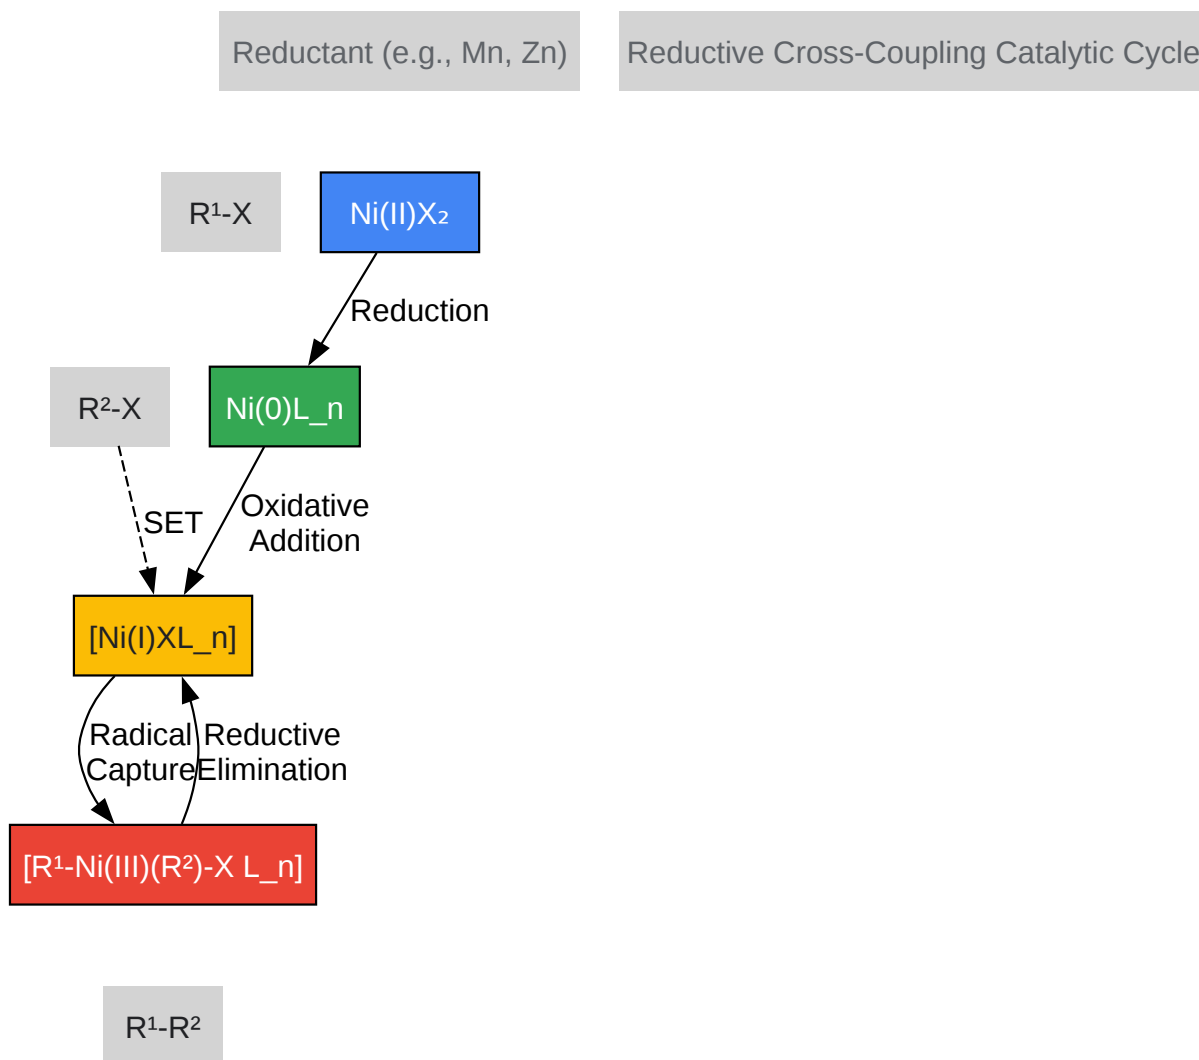 Reductant (e.g., Mn, Zn)
Reductive Cross-Coupling Catalytic Cycle
R¹-X
Ni(II)X₂
Reduction
R²-X
Ni(0)L_n
SET
Oxidative
Addition
[Ni(I)XL_n]
Radical
Capture
Reductive
Elimination
[R¹-Ni(III)(R²)-X L_n]
R¹-R²